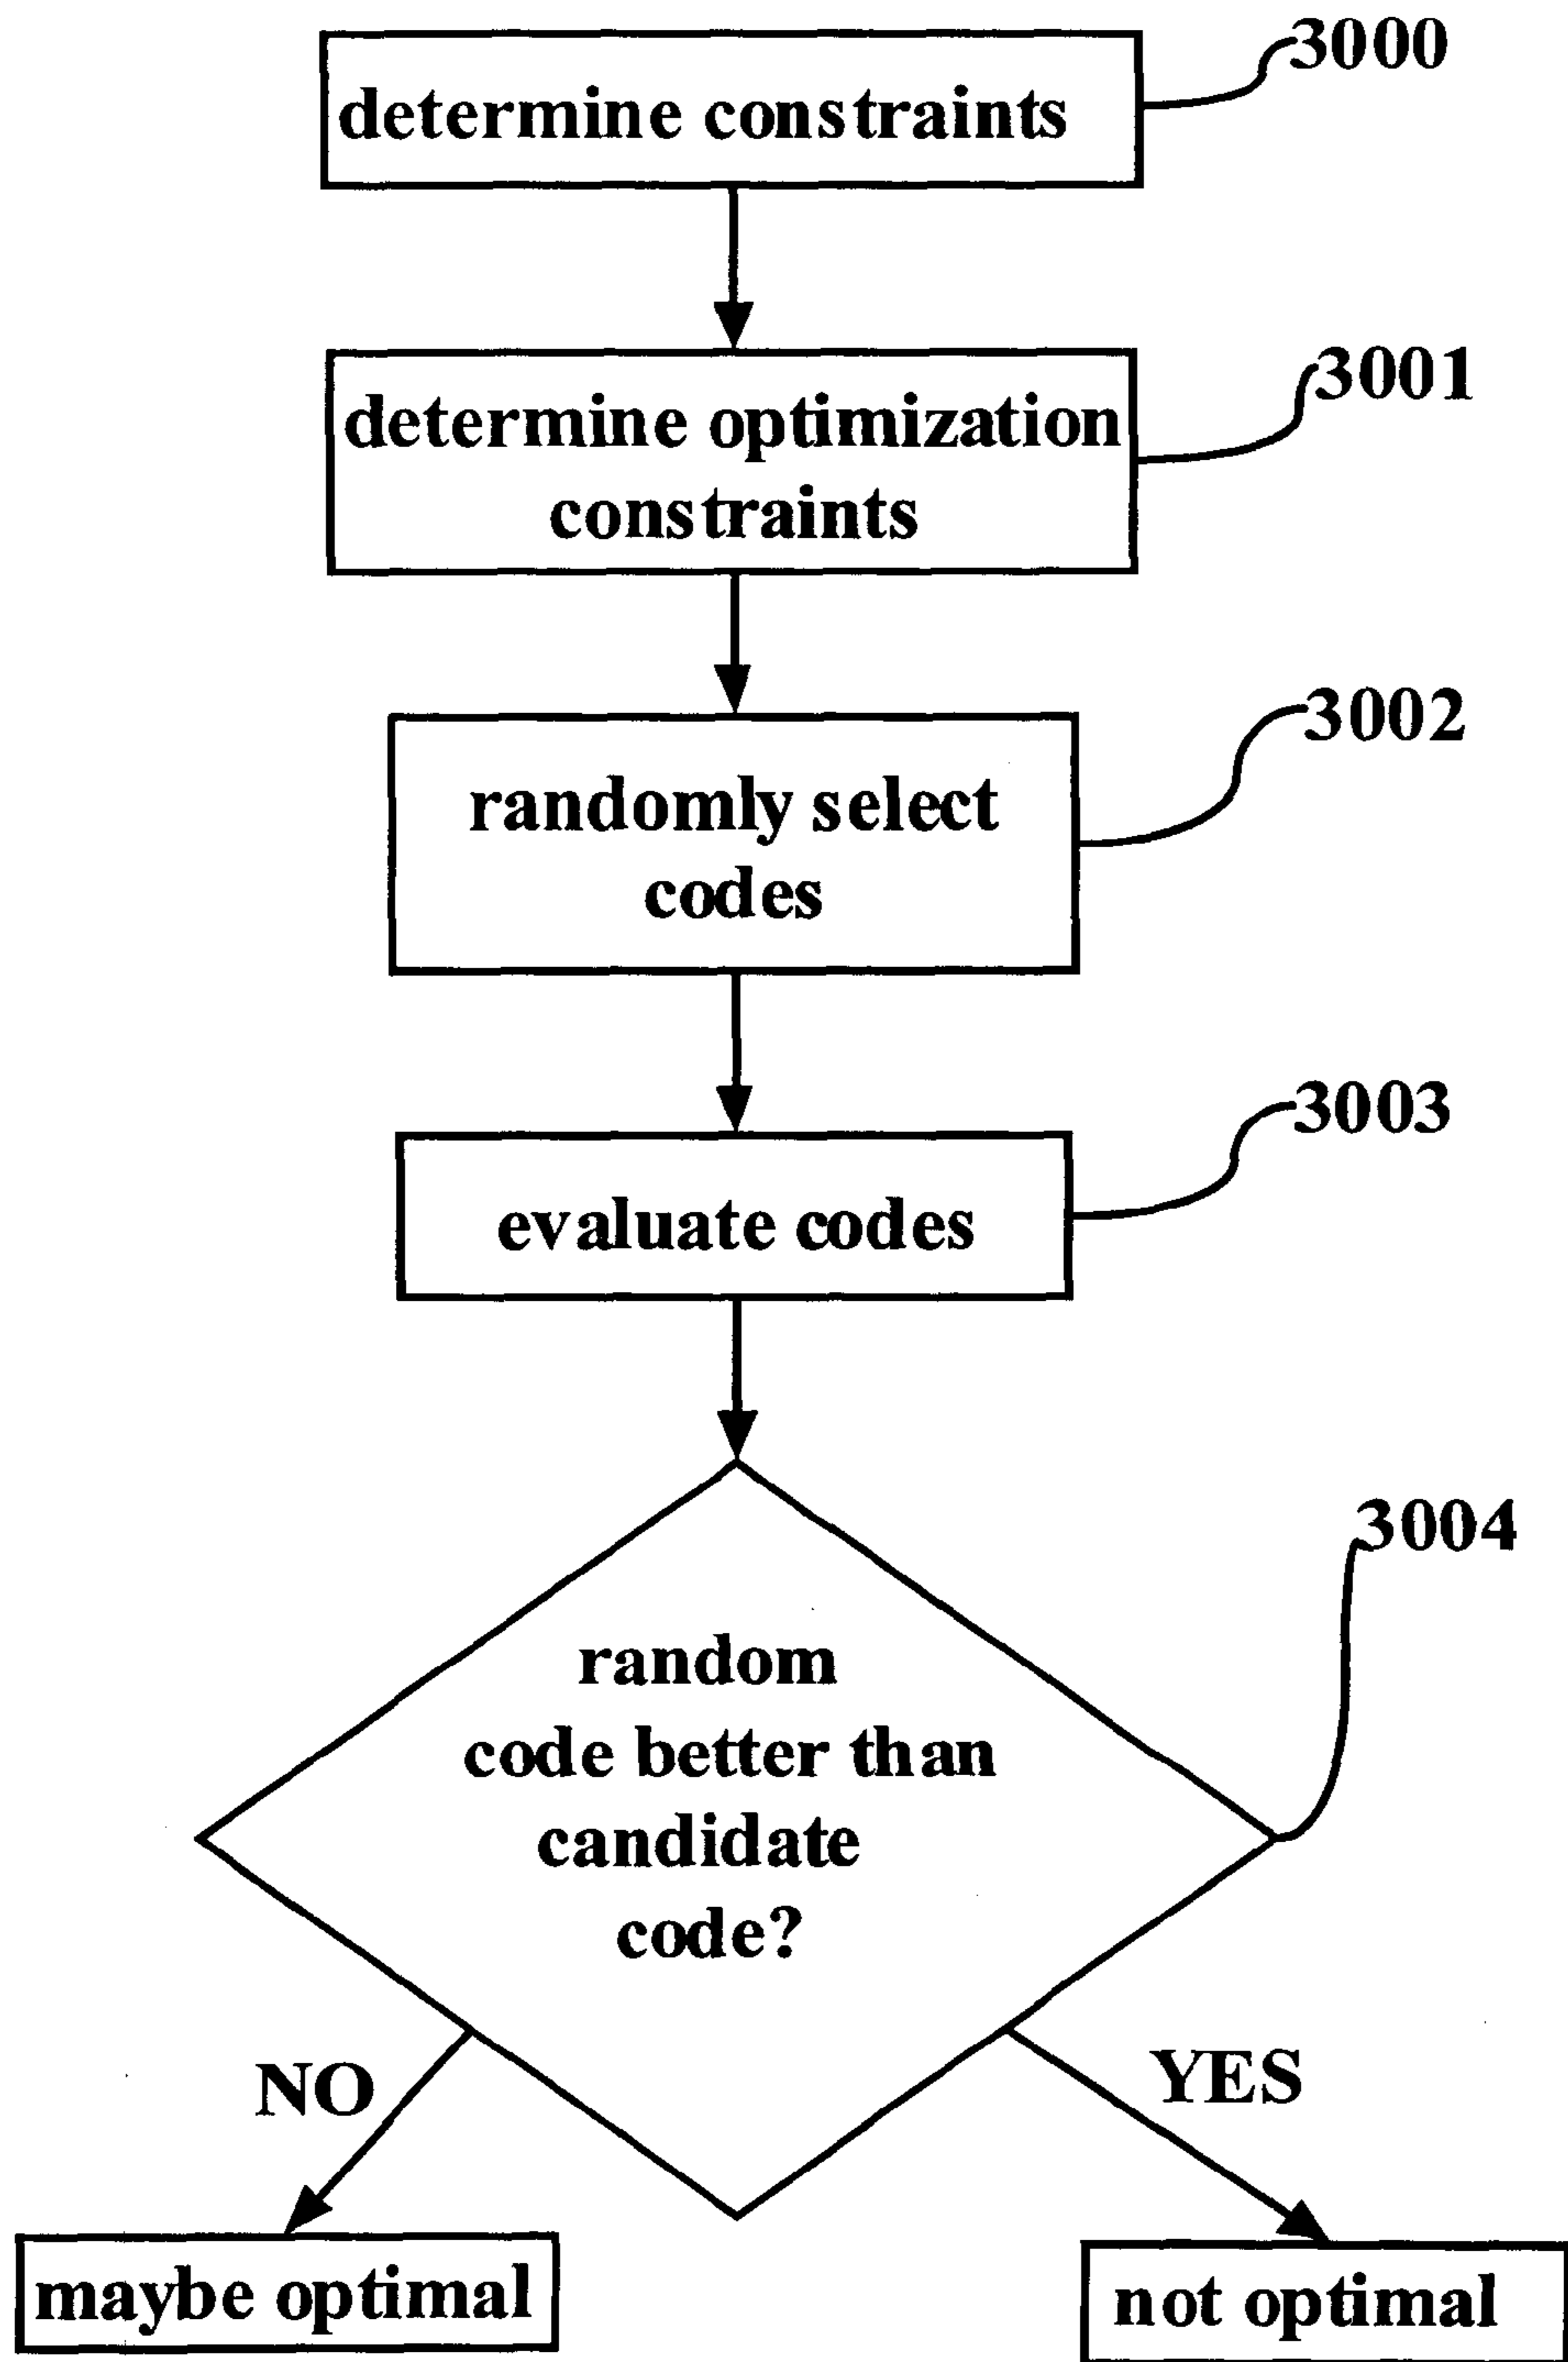 3000
determine constraints
3001
determine optimization
constraints
3002
randomly select
codes
3003
evaluate codes
3004
random
code better than
candidate
code?
NO
YES
maybe optimal
not optimal